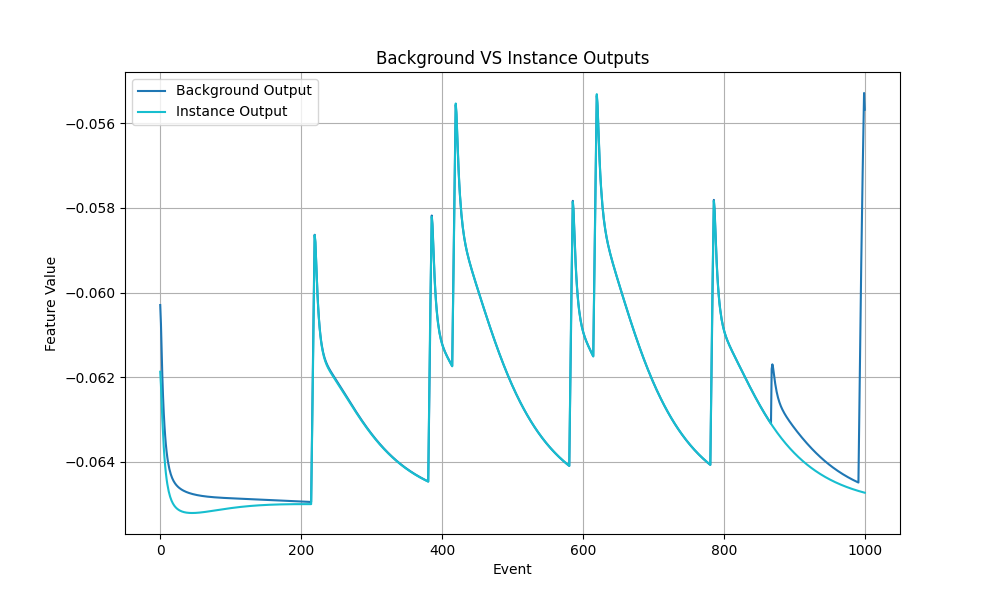 Background VS Instance Outputs
Background Output
Instance Output
Feature Value
−0.056
−0.058
−0.060
−0.062
−0.064
0
200
400
600
800
1000
Event